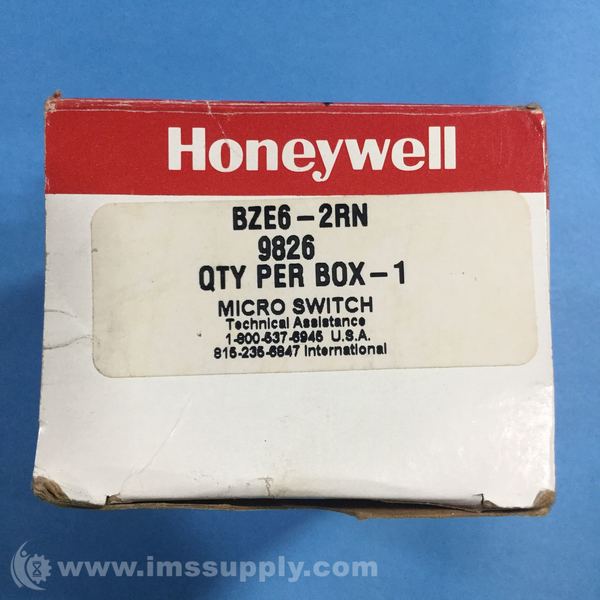 Honeywell
BZE6-2RN
9826
QTY PER BOX-1
MICRO SWITCH
Technical Assistance
1-800-537-6945 U.S.A.
815-235-6847 International
www.imssupply.com